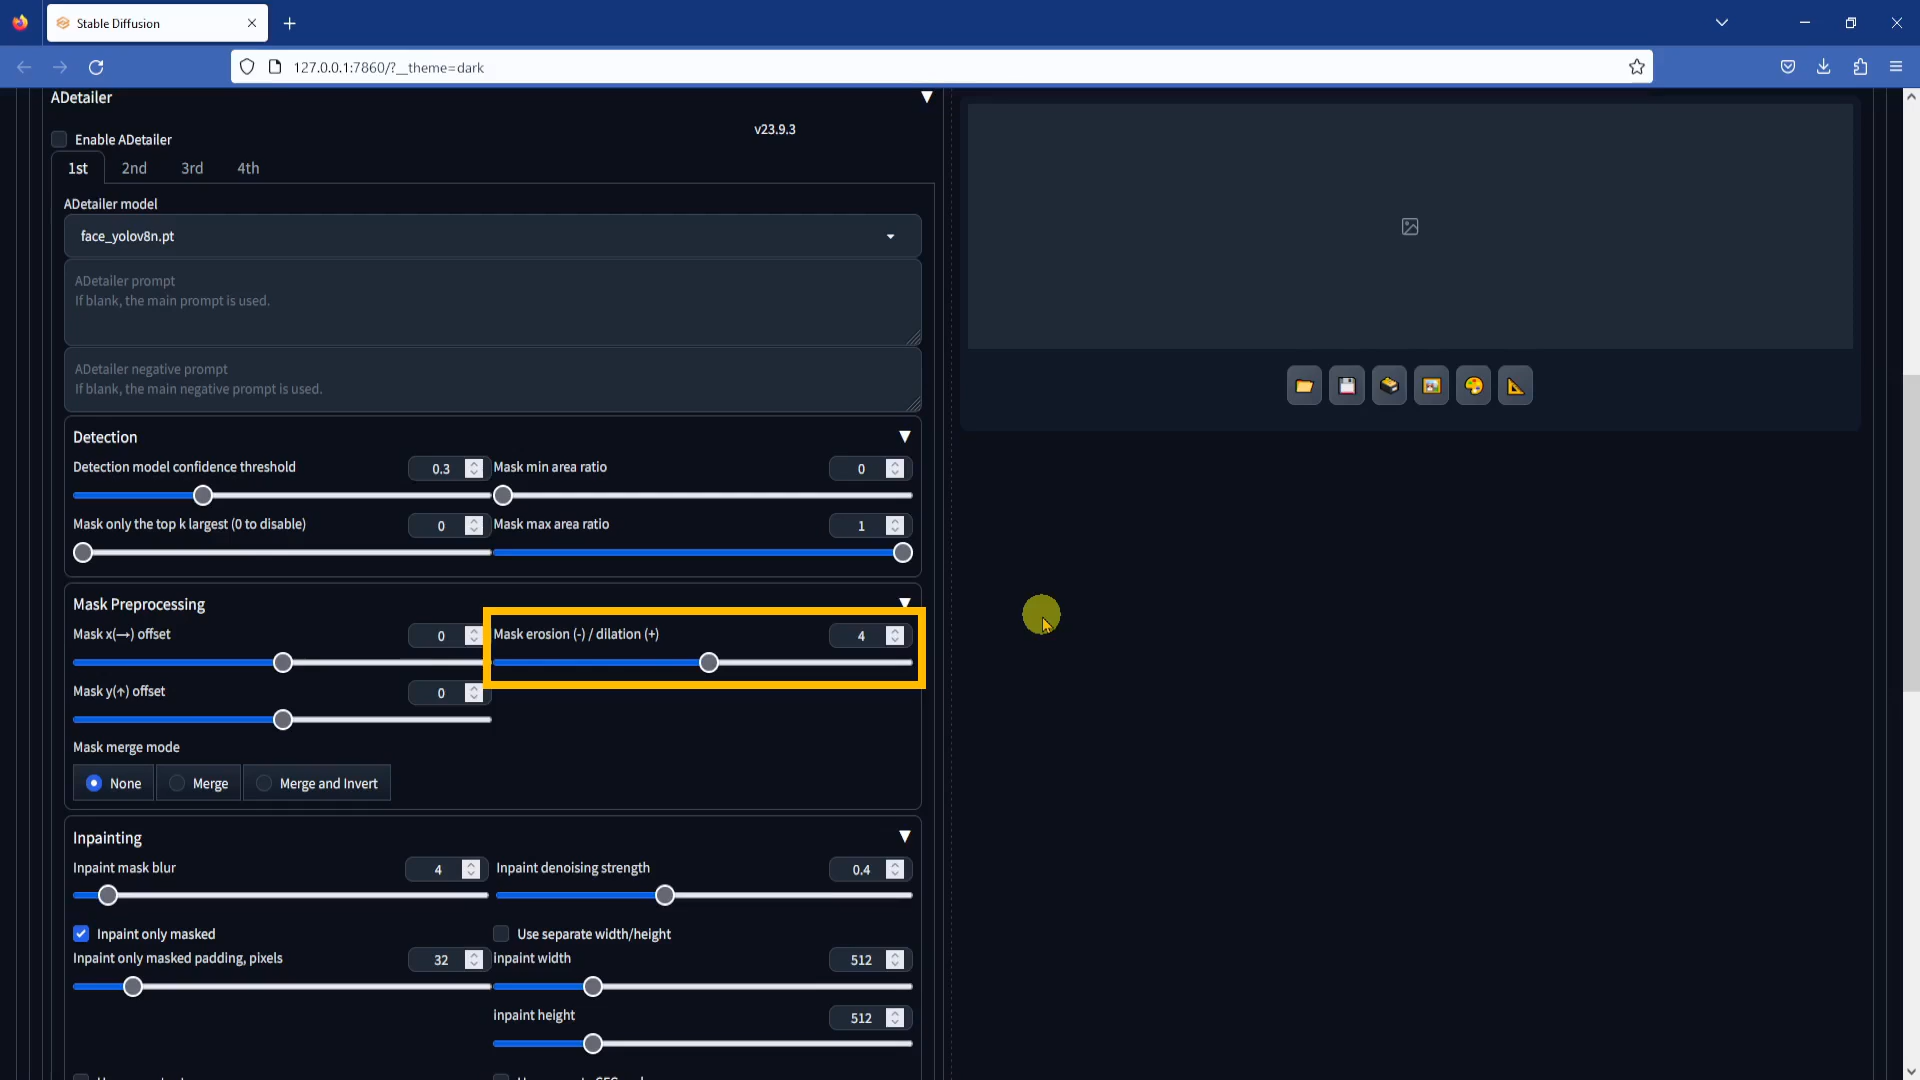 Stable Diffusion
127.0.0.1:7860/?__theme=dark
ADetailer
v23.9.3
Enable ADetailer
1st 2nd 3rd 4th
ADetailer model
face_yolov8n.pt
ADetailer prompt
If blank, the main prompt is used.
ADetailer negative prompt
If blank, the main negative prompt is used.
Detection
Detection model confidence threshold 0.3 Mask min area ratio 0
Mask only the top k largest (0 to disable) 0 Mask max area ratio 1
Mask Preprocessing
Mask x(→) offset 0 Mask erosion (-) / dilation (+) 4
Mask y(↑) offset 0
Mask merge mode
None Merge Merge and Invert
Inpainting
Inpaint mask blur 4 Inpaint denoising strength 0.4
Inpaint only masked Use separate width/height
Inpaint only masked padding, pixels 32 inpaint width 512
inpaint height 512